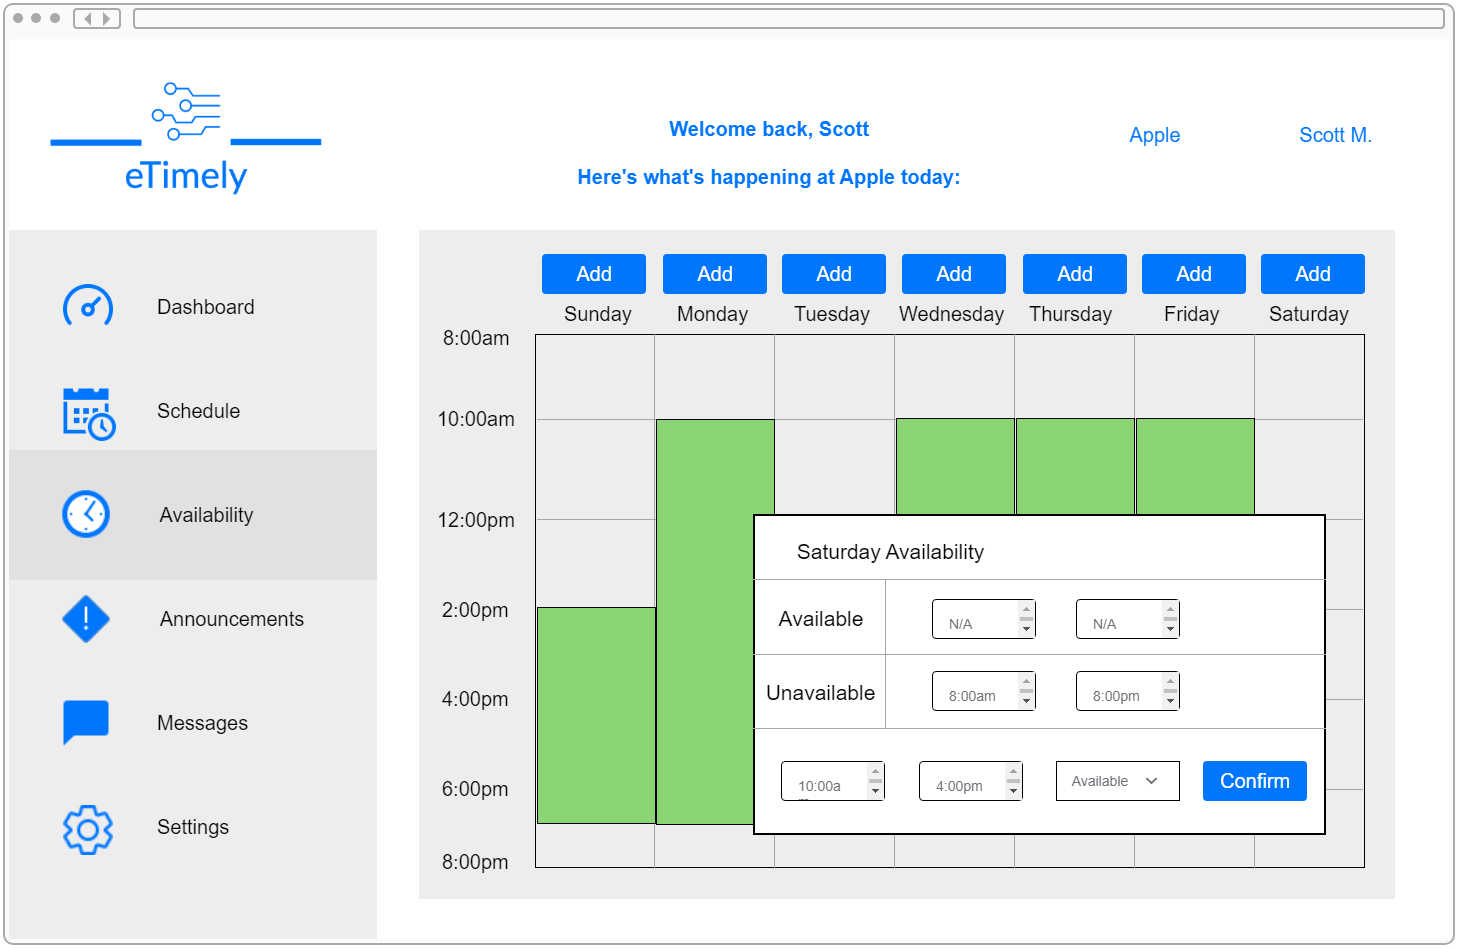 eTimely
Welcome back, Scott
Here's what's happening at Apple today:
Apple
Scott M.
Dashboard
Schedule
Availability
Announcements
Messages
Settings
Add Add Add Add Add Add Add
Sunday Monday Tuesday Wednesday Thursday Friday Saturday
8:00am
10:00am
12:00pm
2:00pm
4:00pm
6:00pm
8:00pm
Saturday Availability
Available N/A N/A
Unavailable 8:00am 8:00pm
10:00a 4:00pm Available Confirm